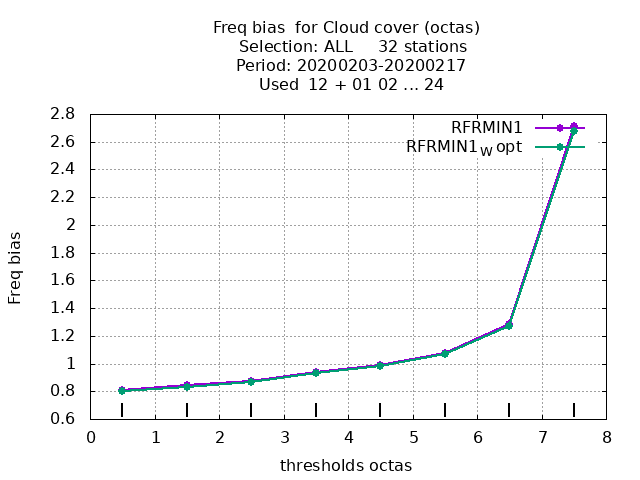 Freq bias  for Cloud cover (octas)
Selection: ALL     32 stations
Period: 20200203-20200217
Used  12 + 01 02 ... 24
RFRMIN1
RFRMIN1W opt
Freq bias
2.8
2.6
2.4
2.2
2
1.8
1.6
1.4
1.2
1
0.8
0.6
0 1 2 3 4 5 6 7 8
thresholds octas